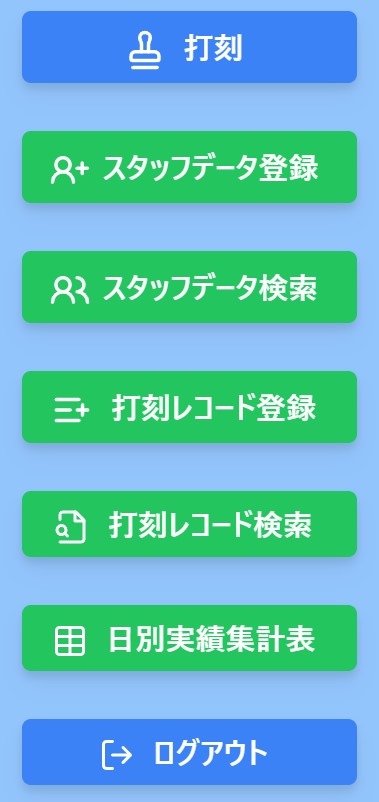 打刻
スタッフデータ登録
スタッフデータ検索
打刻レコード登録
打刻レコード検索
日別実績集計表
ログアウト